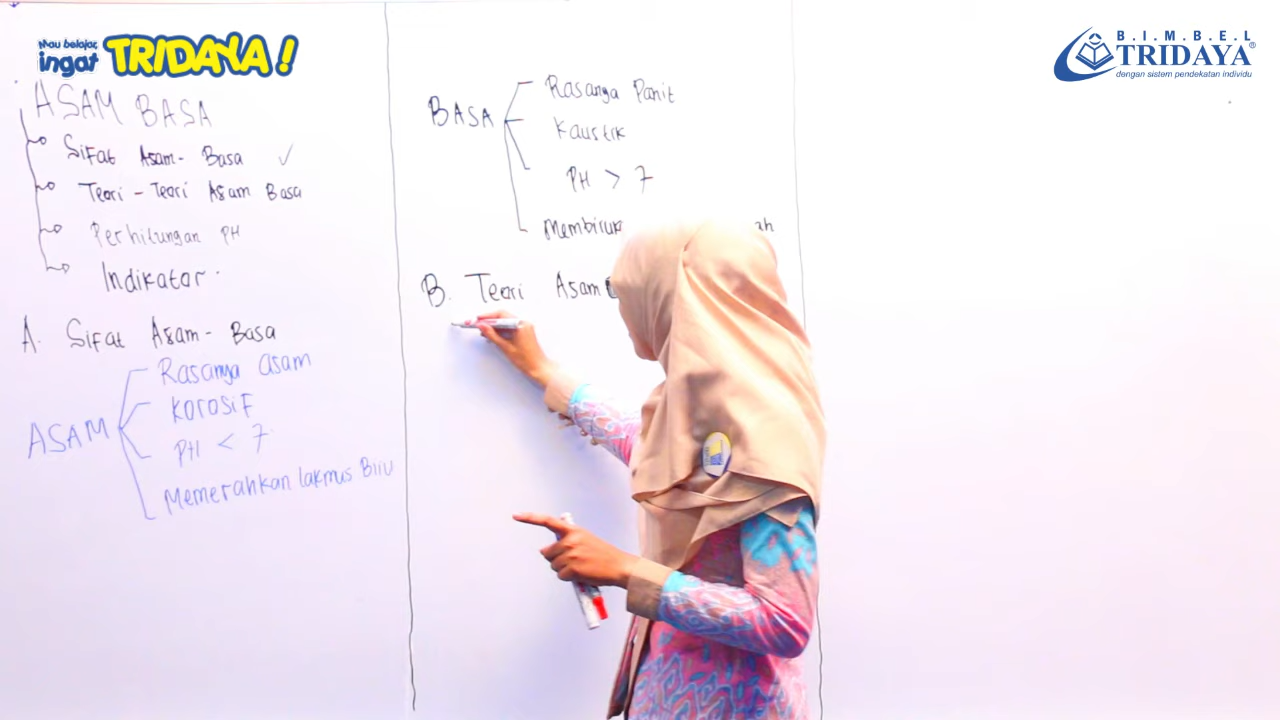 Mau belajar,
ingat TRIDAYA!
B.I.M.B.E.L
TRIDAYA®
dengan sistem pendekatan individu
ASAM BASA
Sifat Asam-Basa ✓
Teori-Teori Asam Basa
Perhitungan PH
Indikator.
A. Sifat Asam-Basa
ASAM
Rasanya asam
Korosif
PH < 7
Memerahkan lakmus Biru
BASA
Rasanya Pahit
Kaustik
PH > 7
B. Teori Asam